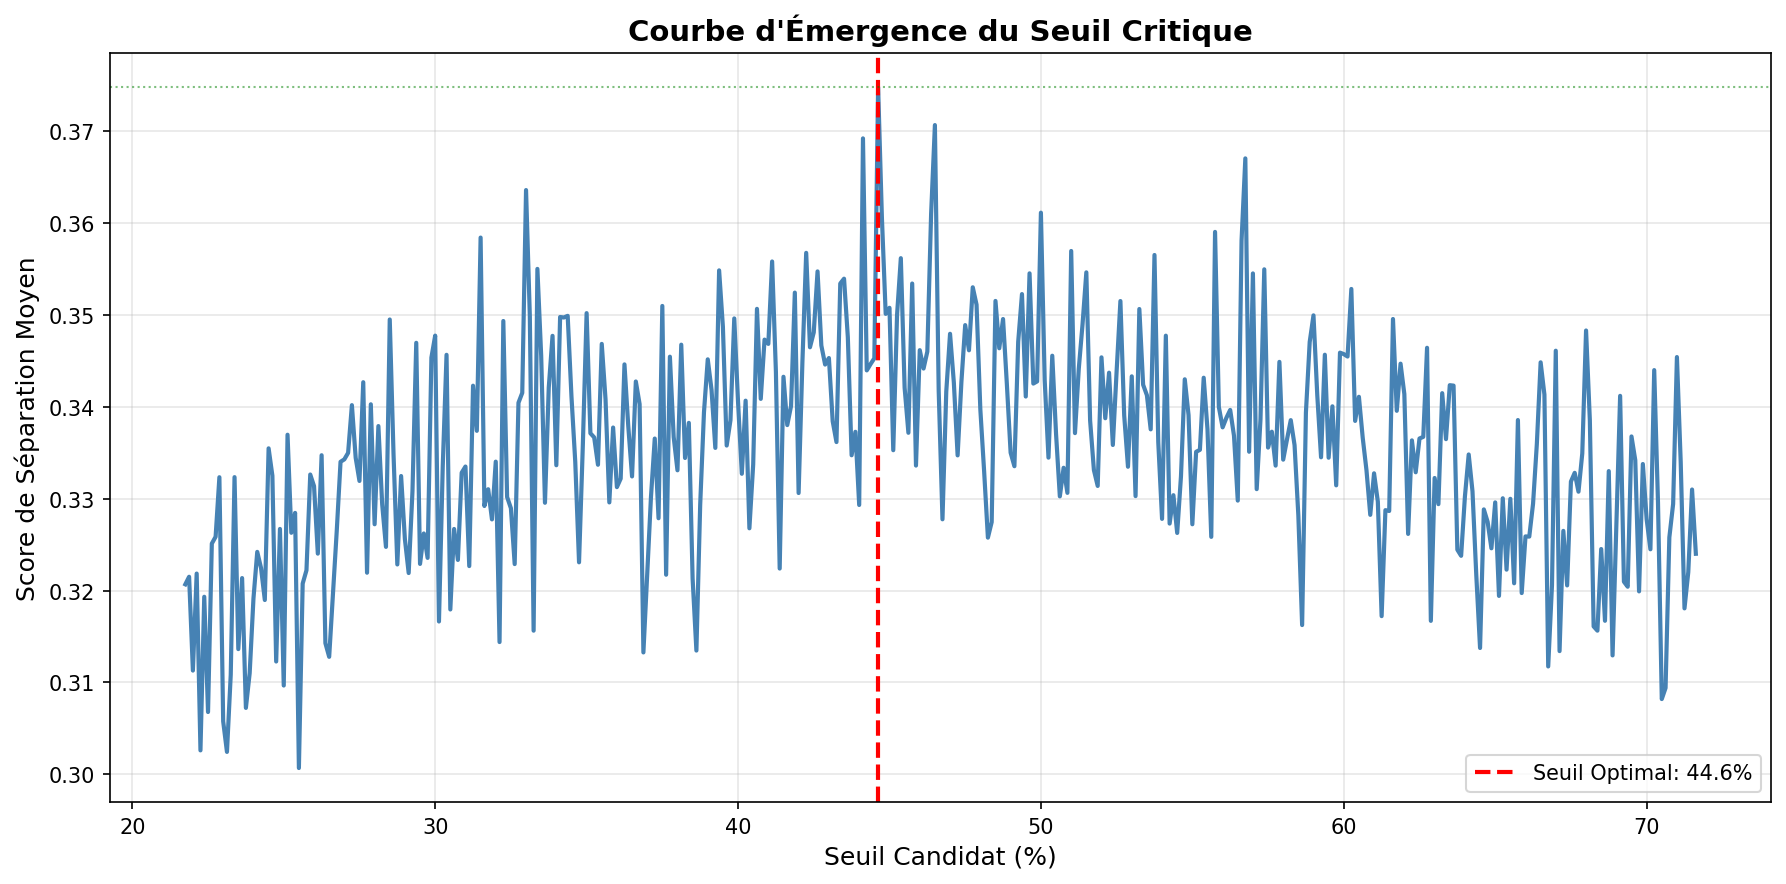 Courbe d'Émergence du Seuil Critique
Score de Séparation Moyen
0.37
0.36
0.35
0.34
0.33
0.32
0.31
0.30
Seuil Optimal: 44.6%
20 30 40 50 60 70
Seuil Candidat (%)